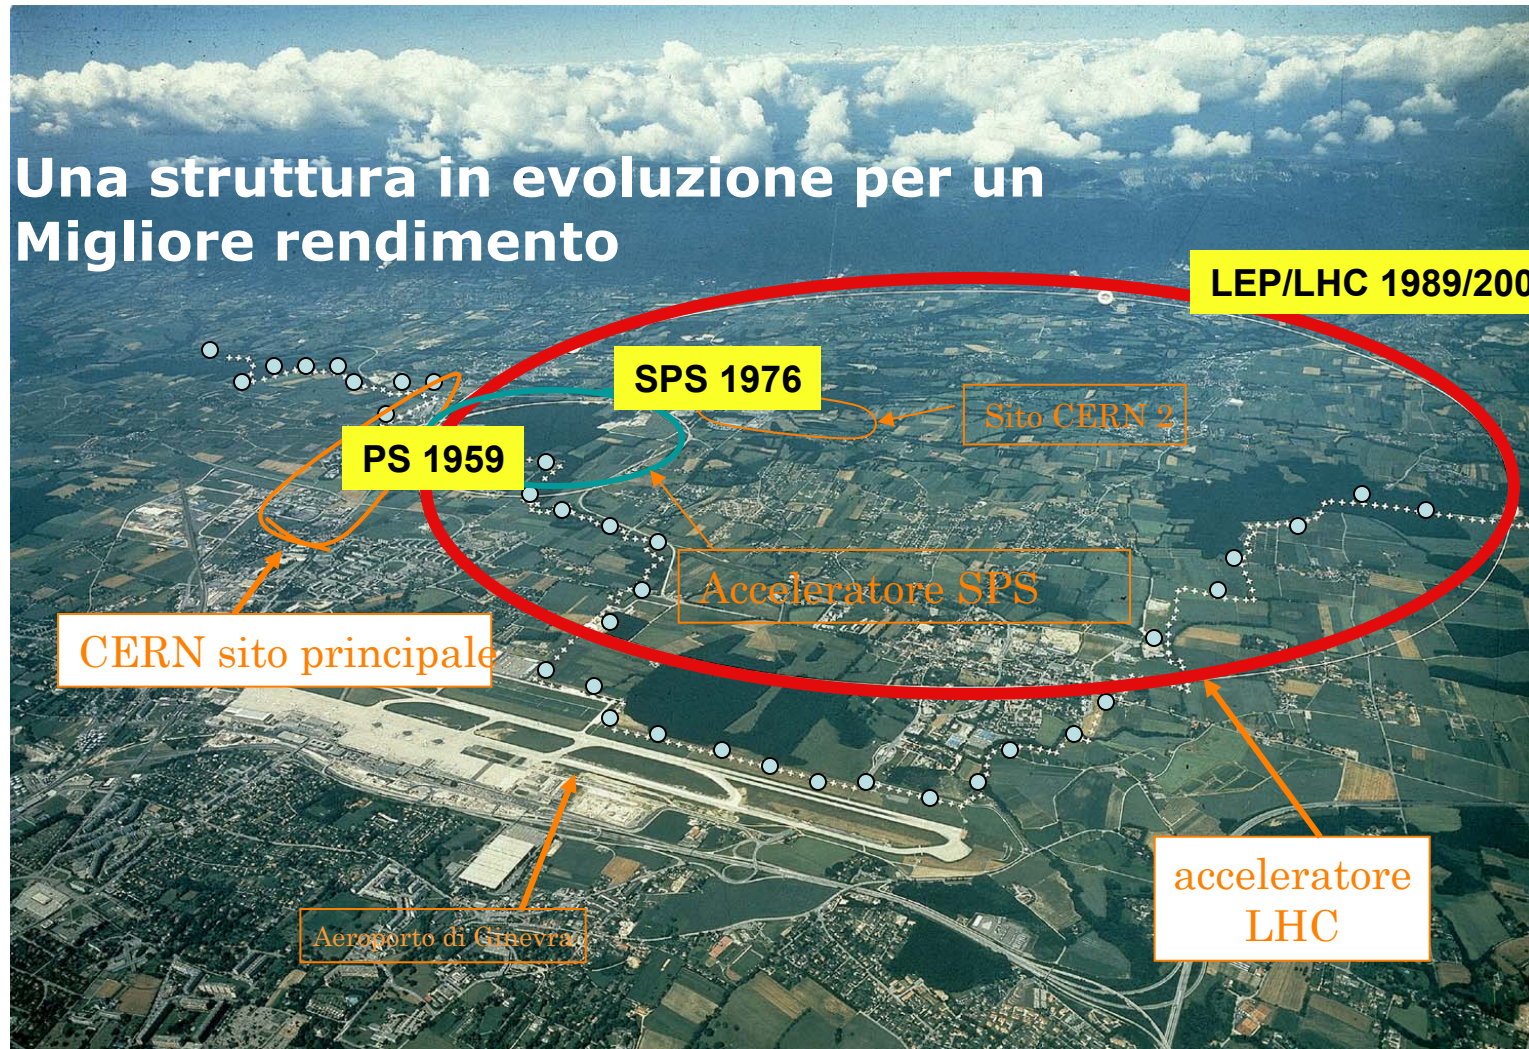 Una struttura in evoluzione per un
Migliore rendimento
LEP/LHC 1989/200
SPS 1976
Sito CERN 2
PS 1959
Acceleratore SPS
CERN sito principale
acceleratore
LHC
Aeroporto di Ginevra